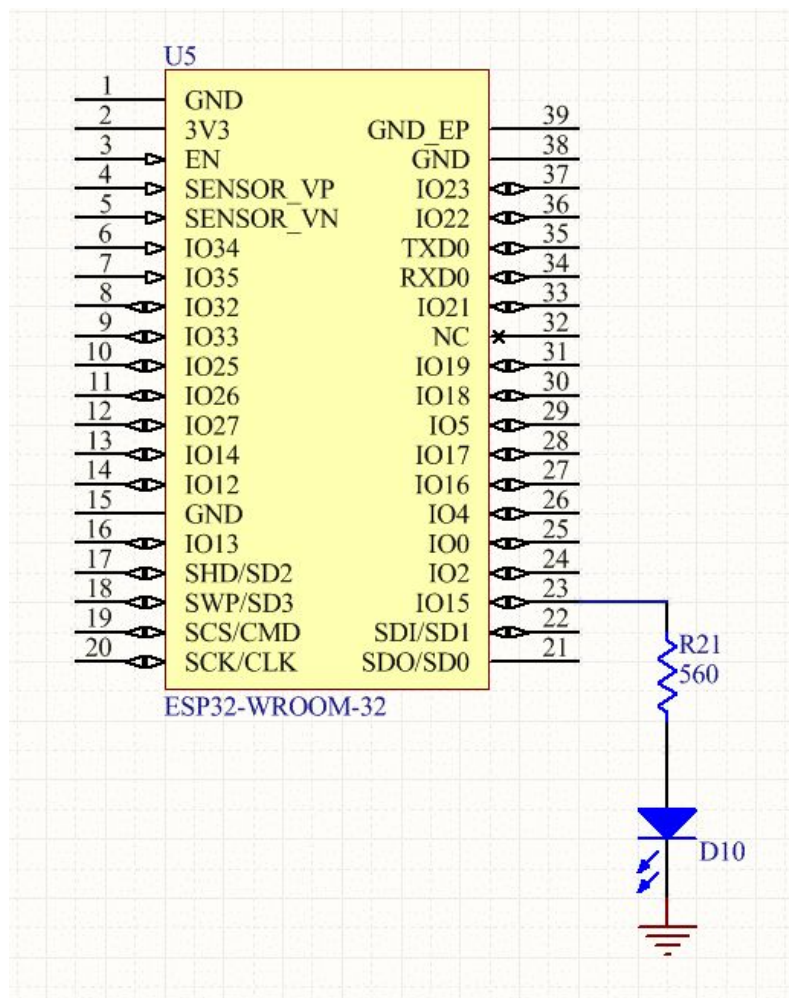 U5
1 GND
2 3V3 GND_EP 39
3 EN GND 38
4 SENSOR_VP IO23 37
5 SENSOR_VN IO22 36
6 IO34 TXD0 35
7 IO35 RXD0 34
8 IO32 IO21 33
9 IO33 NC 32
10 IO25 IO19 31
11 IO26 IO18 30
12 IO27 IO5 29
13 IO14 IO17 28
14 IO12 IO16 27
15 GND IO4 26
16 IO13 IO0 25
17 SHD/SD2 IO2 24
18 SWP/SD3 IO15 23
19 SCS/CMD SDI/SD1 22
20 SCK/CLK SDO/SD0 21
ESP32-WROOM-32
R21
560
D10